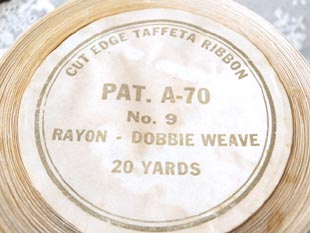 CUT EDGE TAFFETA RIBBON
PAT. A-70
No. 9
RAYON - DOBBIE WEAVE
20 YARDS